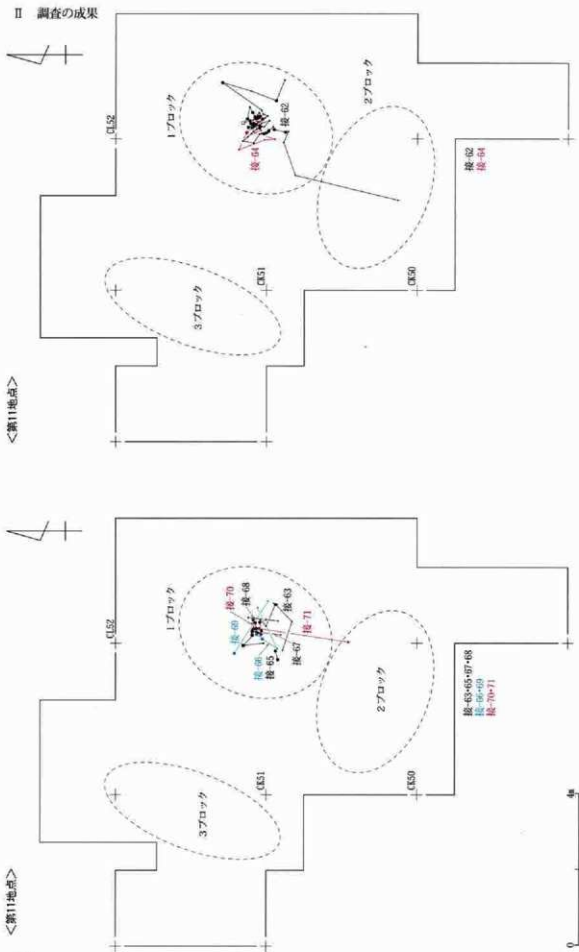 Ⅱ 調査の成果
＜第11地点＞
CL52
1ブロック
2ブロック
3ブロック
接-62
接-64
CK51
CK50
接-62
接-64
＜第11地点＞
CL52
1ブロック
2ブロック
3ブロック
接-70
接-68
接-69
接-63
接-66
接-65
接-67
接-71
CK51
CK50
接-63・65・67・68
接-66・69
接-70・71
0
4m